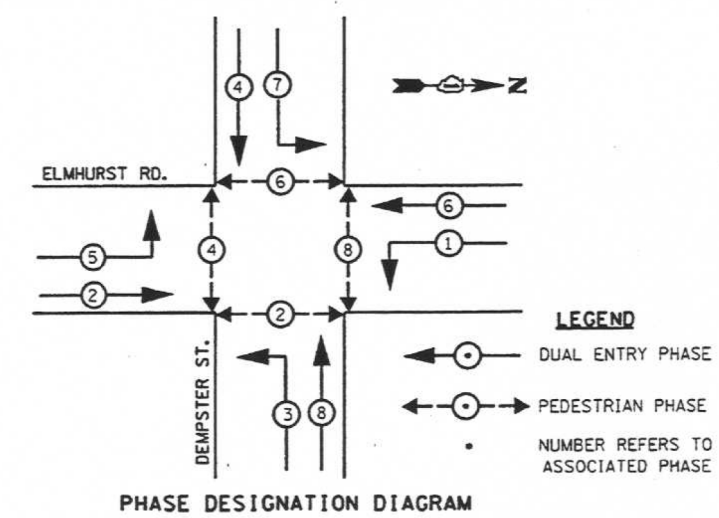 4
7
N
ELMHURST RD.
6
6
5
4
8
1
2
2
LEGEND
DUAL ENTRY PHASE
DEMPSTER ST.
3
8
PEDESTRIAN PHASE
NUMBER REFERS TO
ASSOCIATED PHASE
PHASE DESIGNATION DIAGRAM